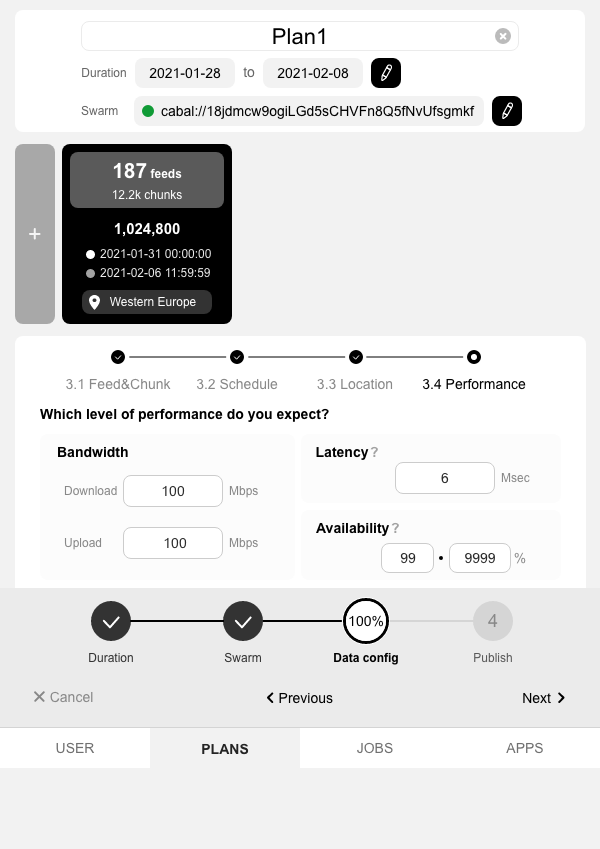 Plan1
Duration 2021-01-28 to 2021-02-08
Swarm cabal://18jdmcw9ogiLGd5sCHVFn8Q5fNvUfsgmkf
+
187 feeds
12.2k chunks
1,024,800
2021-01-31 00:00:00
2021-02-06 11:59:59
Western Europe
3.1 Feed&Chunk 3.2 Schedule 3.3 Location 3.4 Performance
Which level of performance do you expect?
Bandwidth
Download 100 Mbps
Upload 100 Mbps
Latency ?
6 Msec
Availability ?
99 • 9999 %
100% 4
Duration Swarm Data config Publish
Cancel Previous Next
USER PLANS JOBS APPS